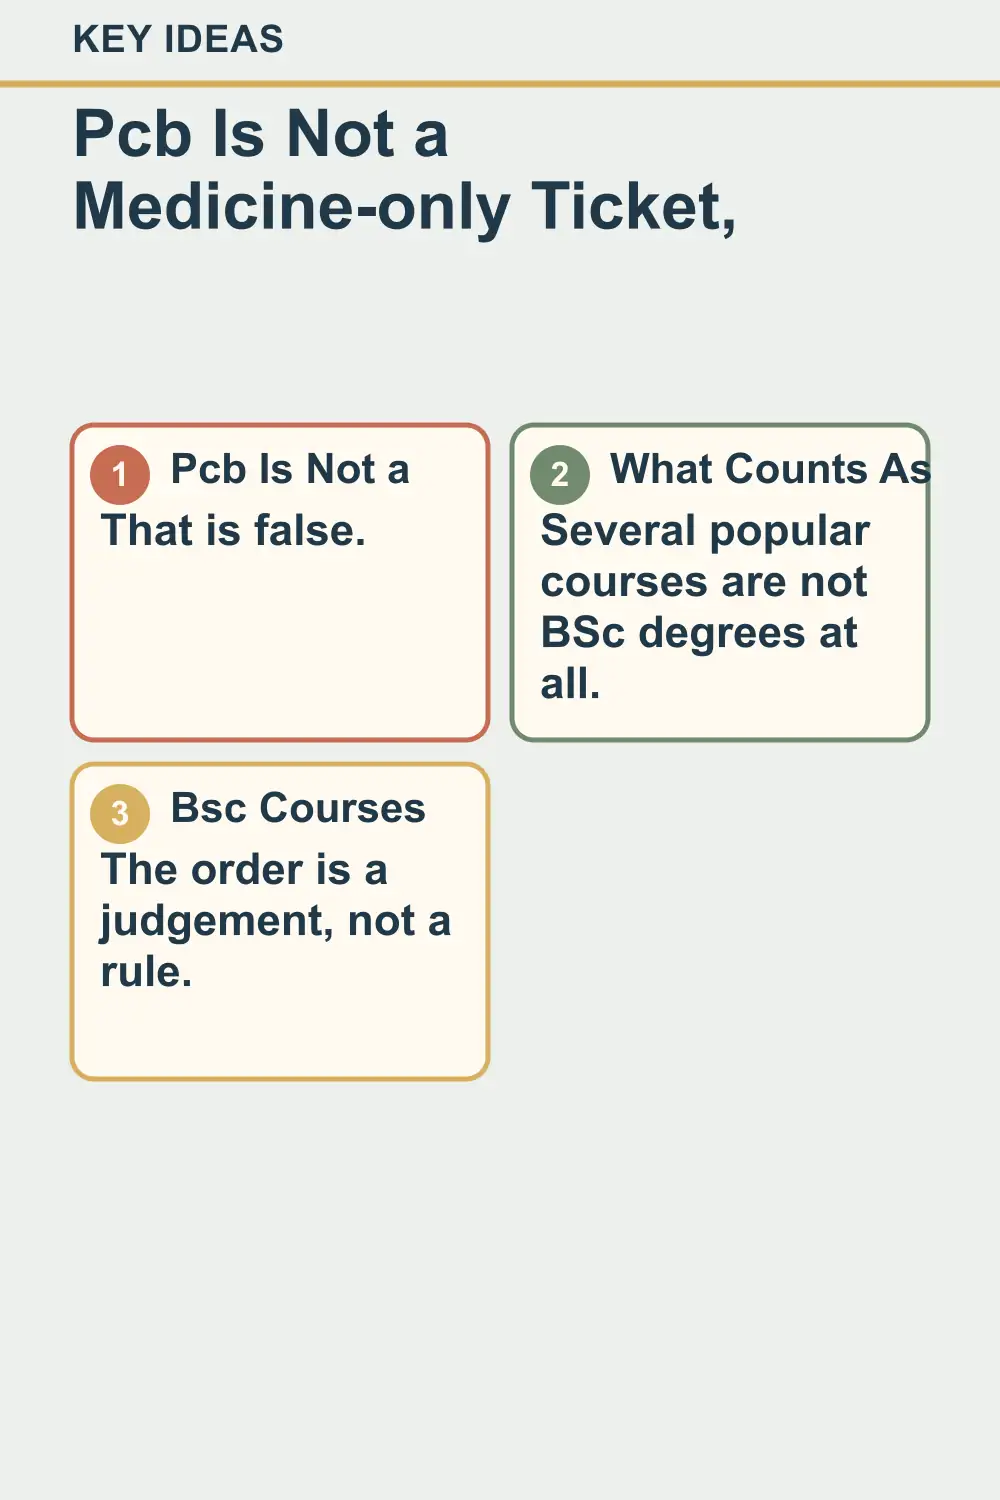 KEY IDEAS
Pcb Is Not a
Medicine-only Ticket,
1 Pcb Is Not a
That is false.
2 What Counts As
Several popular
courses are not
BSc degrees at
all.
3 Bsc Courses
The order is a
judgement, not a
rule.